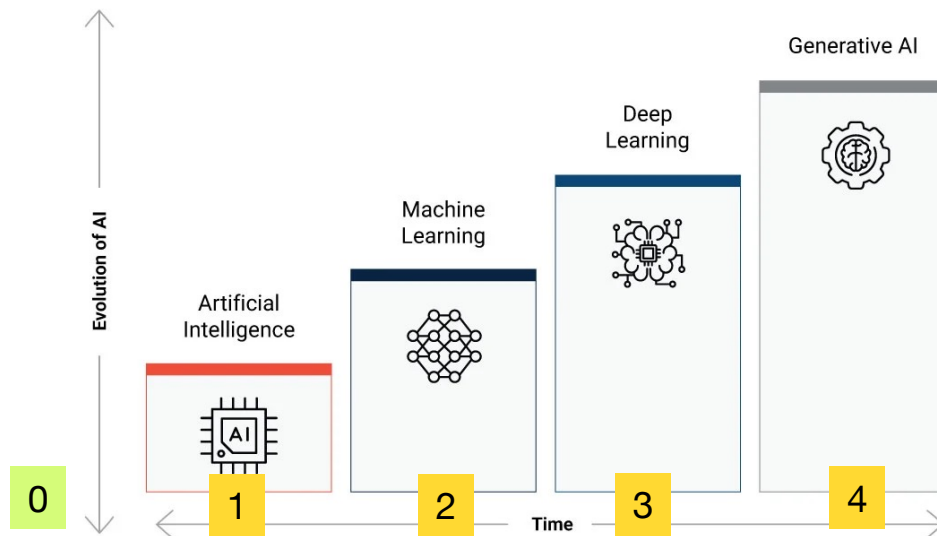 Generative AI
Deep
Learning
Machine
Learning
Artificial
Intelligence
Evolution of AI
AI
0
1
2
3
4
Time